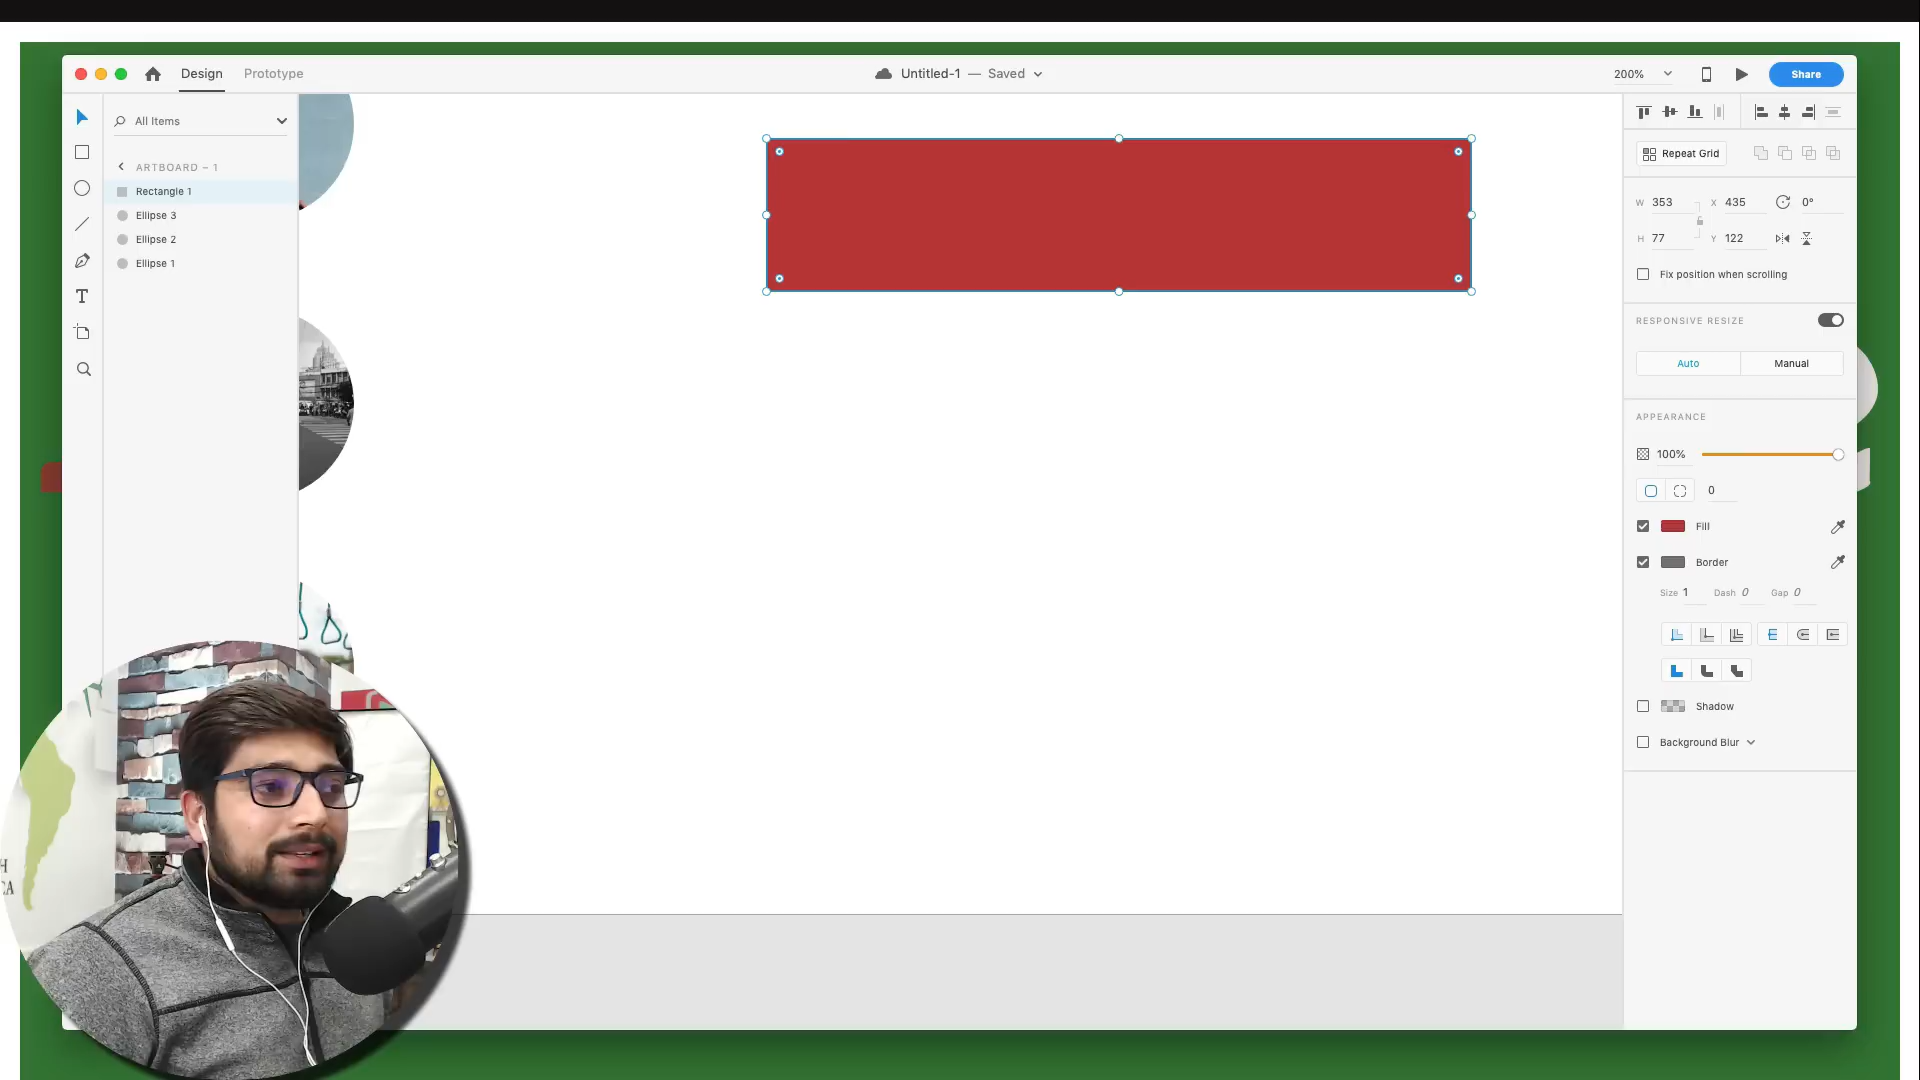 Design Prototype
Untitled-1 — Saved
200%
Share
All Items
ARTBOARD – 1
Rectangle 1
Ellipse 3
Ellipse 2
Ellipse 1
Repeat Grid
W 353 X 435 0°
H 77 Y 122
Fix position when scrolling
RESPONSIVE RESIZE
Auto Manual
APPEARANCE
100%
0
Fill
Border
Size 1 Dash 0 Gap 0
Shadow
Background Blur
H
CA